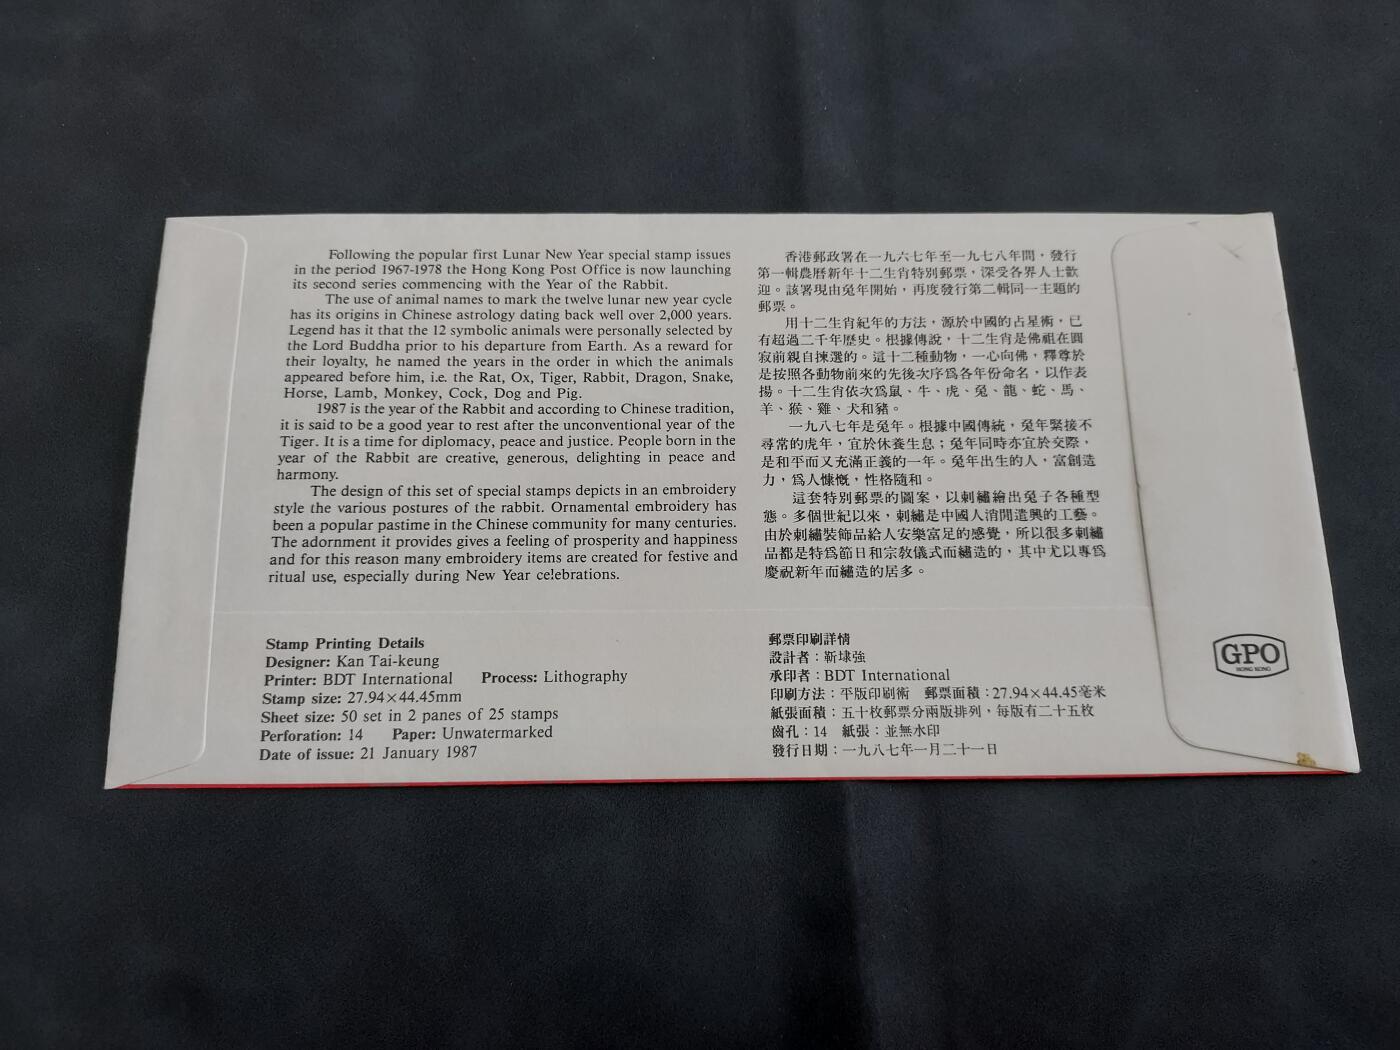 Following the popular first Lunar New Year special stamp issues
in the period 1967-1978 the Hong Kong Post Office is now launching
its second series commencing with the Year of the Rabbit.
The use of animal names to mark the twelve lunar new year cycle
has its origins in Chinese astrology dating back well over 2,000 years.
Legend has it that the 12 symbolic animals were personally selected by
the Lord Buddha prior to his departure from Earth. As a reward for
their loyalty, he named the years in the order in which the animals
appeared before him, i.e. the Rat, Ox, Tiger, Rabbit, Dragon, Snake,
Horse, Lamb, Monkey, Cock, Dog and Pig.
1987 is the year of the Rabbit and according to Chinese tradition,
it is said to be a good year to rest after the unconventional year of the
Tiger. It is a time for diplomacy, peace and justice. People born in the
year of the Rabbit are creative, generous, delighting in peace and
harmony.
The design of this set of special stamps depicts in an embroidery
style the various postures of the rabbit. Ornamental embroidery has
been a popular pastime in the Chinese community for many centuries.
The adornment it provides gives a feeling of prosperity and happiness
and for this reason many embroidery items are created for festive and
ritual use, especially during New Year celebrations.
Stamp Printing Details
Designer: Kan Tai-keung
Printer: BDT International Process: Lithography
Stamp size: 27.94×44.45mm
Sheet size: 50 set in 2 panes of 25 stamps
Perforation: 14 Paper: Unwatermarked
Date of issue: 21 January 1987
香港郵政署在一九六七年至一九七八年間，發行
第一輯農曆新年十二生肖特別郵票，深受各界人士歡
迎。該署現由兔年開始，再度發行第二輯同一主題的
郵票。
用十二生肖紀年的方法，源於中國的占星術，已
有超過二千年歷史。根據傳說，十二生肖是佛祖在圓
寂前親自揀選的。這十二種動物，一心向佛，釋尊於
是按照各動物前來的先後次序爲各年份命名，以作表
揚。十二生肖依次爲鼠、牛、虎、兔、龍、蛇、馬、
羊、猴、雞、犬和豬。
一九八七年是兔年。根據中國傳統，兔年緊接不
尋常的虎年，宜於休養生息；兔年同時亦宜於交際，
是和平而又充滿正義的一年。兔年出生的人，富創造
力，爲人慷慨，性格隨和。
這套特別郵票的圖案，以刺繡繪出兔子各種型
態。多個世紀以來，刺繡是中國人消閒遣興的工藝。
由於刺繡裝飾品給人安樂富足的感覺，所以很多刺繡
品都是特爲節日和宗教儀式而繡造的，其中尤以專爲
慶祝新年而繡造的居多。
郵票印刷詳情
設計者：靳埭強
承印者：BDT International
印刷方法：平版印刷術 郵票面積：27.94×44.45毫米
紙張面積：五十枚郵票分兩版排列，每版有二十五枚
齒孔：14 紙張：並無水印
發行日期：一九八七年一月二十一日
GPO
HONG KONG